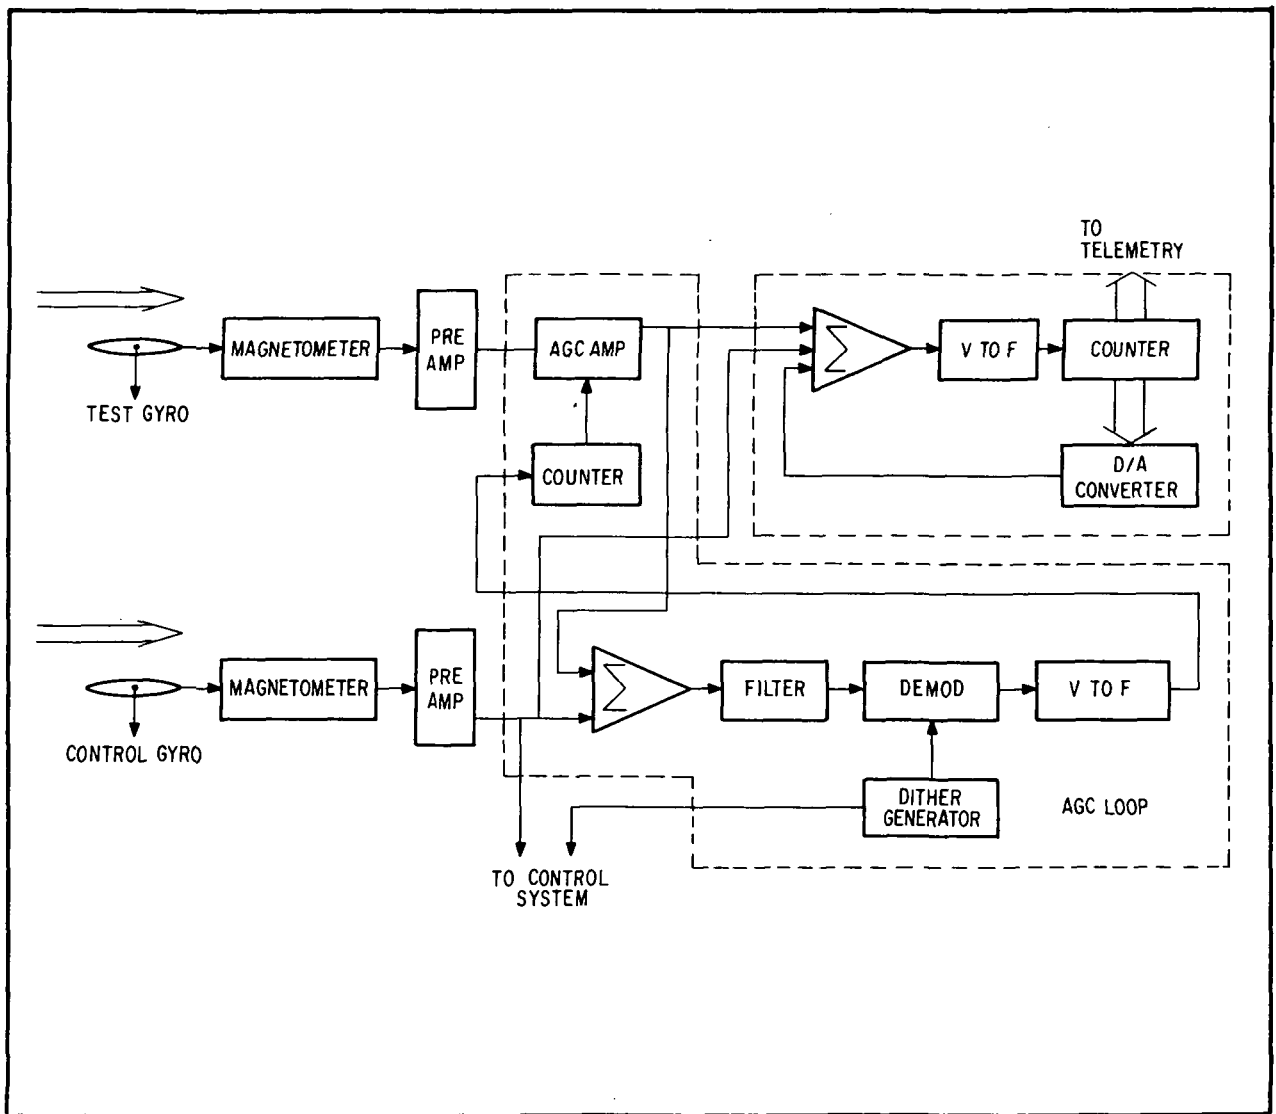 TO
TELEMETRY
PRE
AMP
MAGNETOMETER
AGC AMP
Σ
V TO F
COUNTER
TEST GYRO
COUNTER
D/A
CONVERTER
PRE
AMP
MAGNETOMETER
Σ
FILTER
DEMOD
V TO F
CONTROL GYRO
DITHER
GENERATOR
AGC LOOP
TO CONTROL
SYSTEM